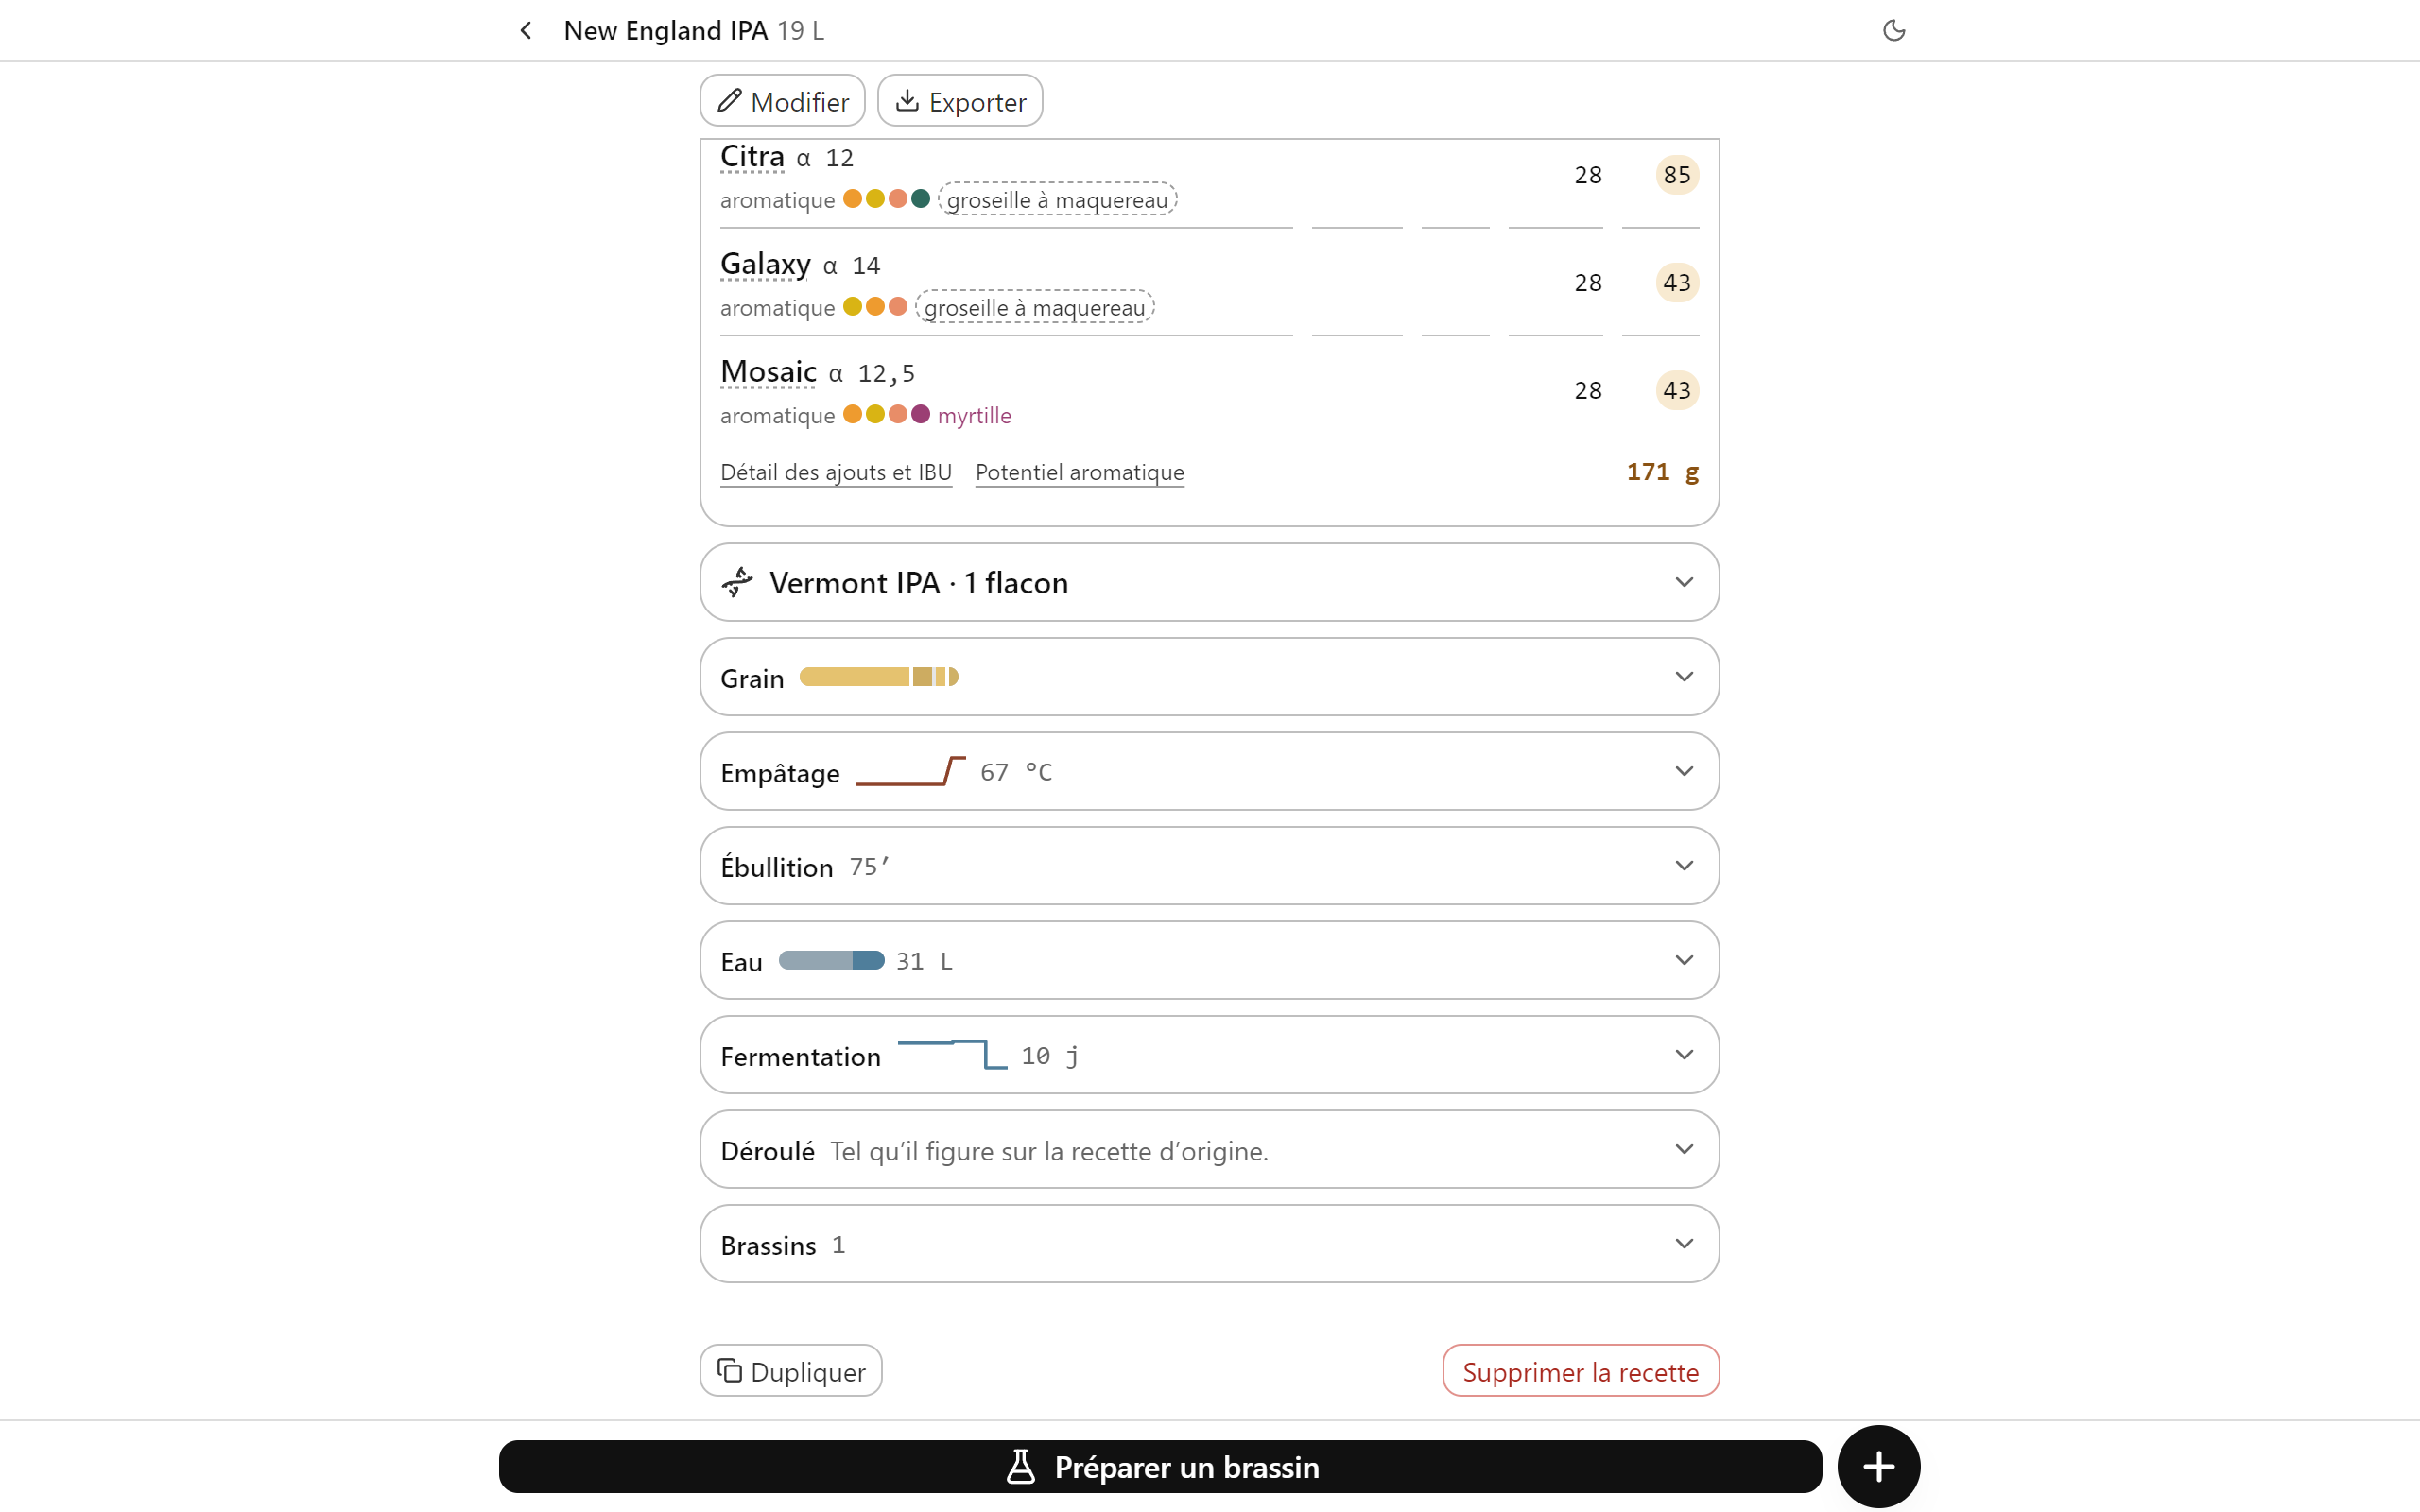 New England IPA 19 L
Modifier
Exporter
Citra α 12
28
85
aromatique groseille à maquereau
Galaxy α 14
28
43
aromatique groseille à maquereau
Mosaic α 12,5
28
43
aromatique myrtille
Détail des ajouts et IBU
Potentiel aromatique
171 g
Vermont IPA · 1 flacon
Grain
Empâtage 67 °C
Ébullition 75′
Eau 31 L
Fermentation 10 j
Déroulé Tel qu’il figure sur la recette d’origine.
Brassins 1
Dupliquer
Supprimer la recette
Préparer un brassin